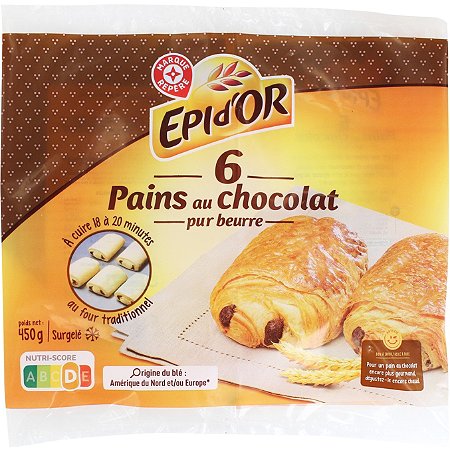 MARQUE
REPÈRE
EPId'OR
6
Pains au chocolat
pur beurre
À cuire 18 à 20 minutes
au four traditionnel
poids net :
450g
Surgelé
NUTRI-SCORE
A B C D E
Origine du blé :
Amérique du Nord et/ou Europe*
Pour un pain au chocolat
encore plus gourmand,
dégustez-le encore chaud.